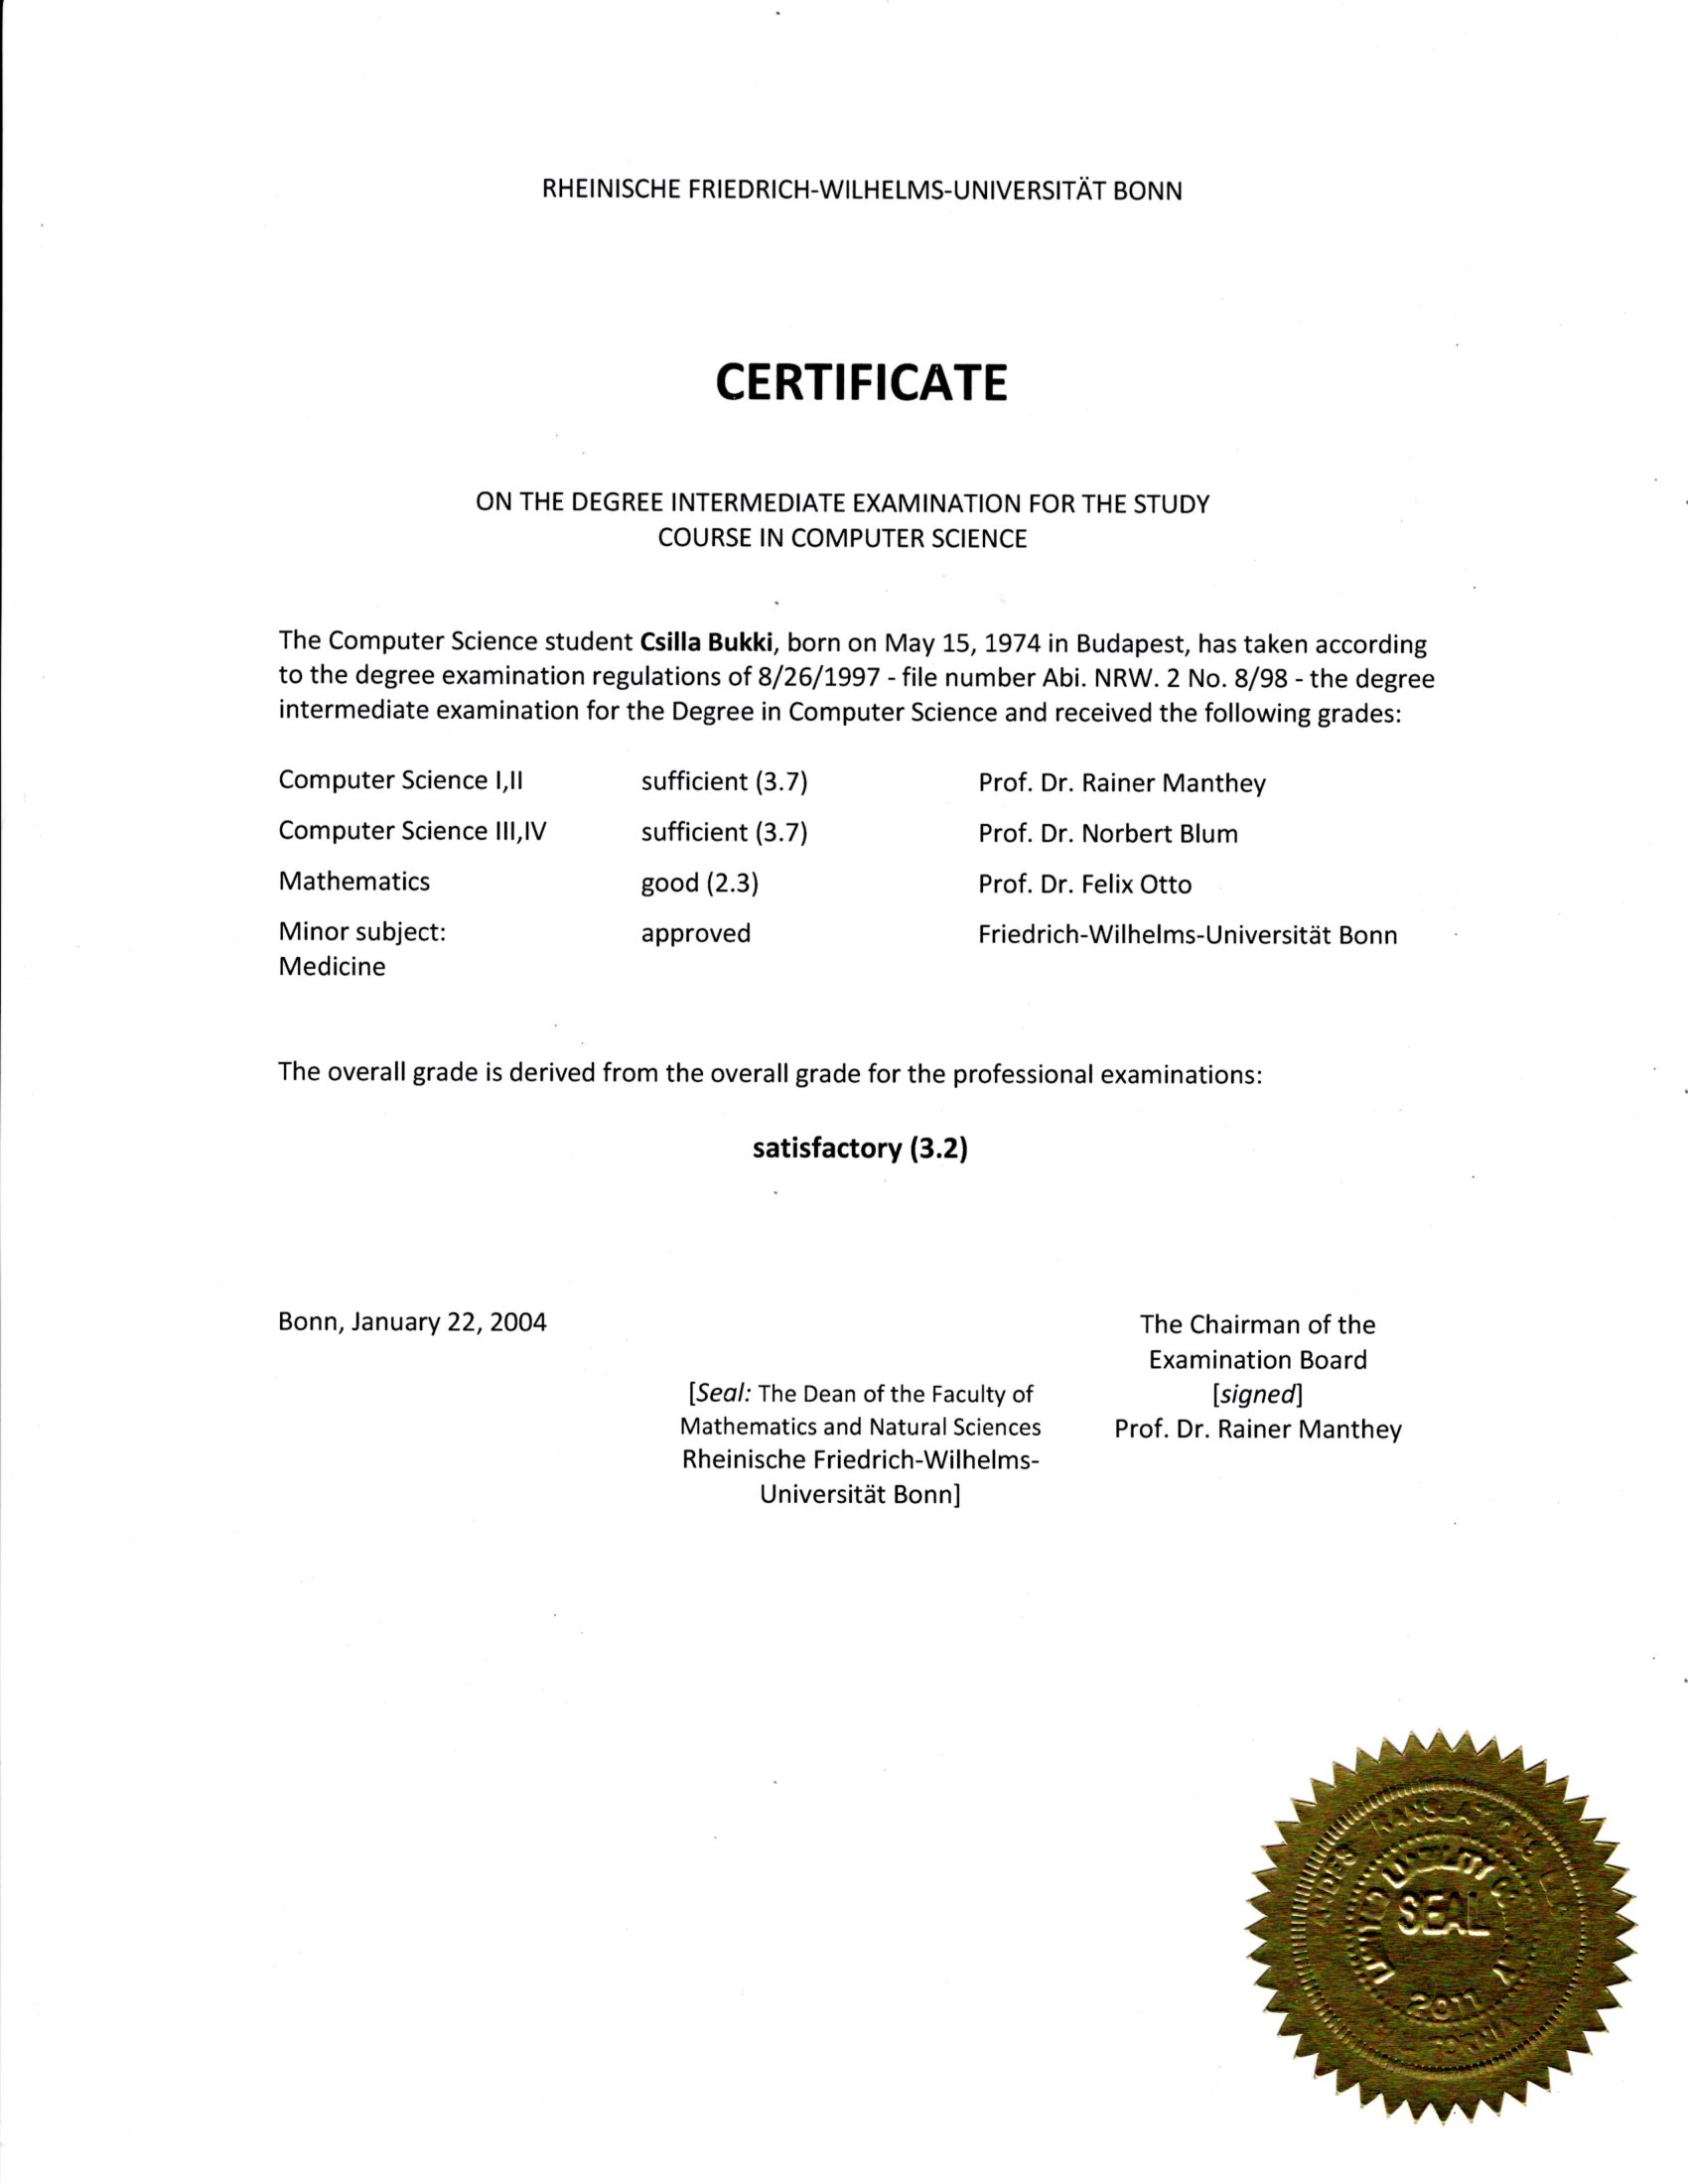 RHEINISCHE FRIEDRICH-WILHELMS-UNIVERSITÄT BONN
CERTIFICATE
ON THE DEGREE INTERMEDIATE EXAMINATION FOR THE STUDY
COURSE IN COMPUTER SCIENCE
The Computer Science student Csilla Bukki, born on May 15, 1974 in Budapest, has taken according
to the degree examination regulations of 8/26/1997 - file number Abi. NRW. 2 No. 8/98 - the degree
intermediate examination for the Degree in Computer Science and received the following grades:
Computer Science I,II sufficient (3.7) Prof. Dr. Rainer Manthey
Computer Science III,IV sufficient (3.7) Prof. Dr. Norbert Blum
Mathematics good (2.3) Prof. Dr. Felix Otto
Minor subject: approved Friedrich-Wilhelms-Universität Bonn
Medicine
The overall grade is derived from the overall grade for the professional examinations:
satisfactory (3.2)
Bonn, January 22, 2004
The Chairman of the
Examination Board
[signed]
Prof. Dr. Rainer Manthey
[Seal: The Dean of the Faculty of
Mathematics and Natural Sciences
Rheinische Friedrich-Wilhelms-
Universität Bonn]
TRANSLATIONS
SEAL
2011